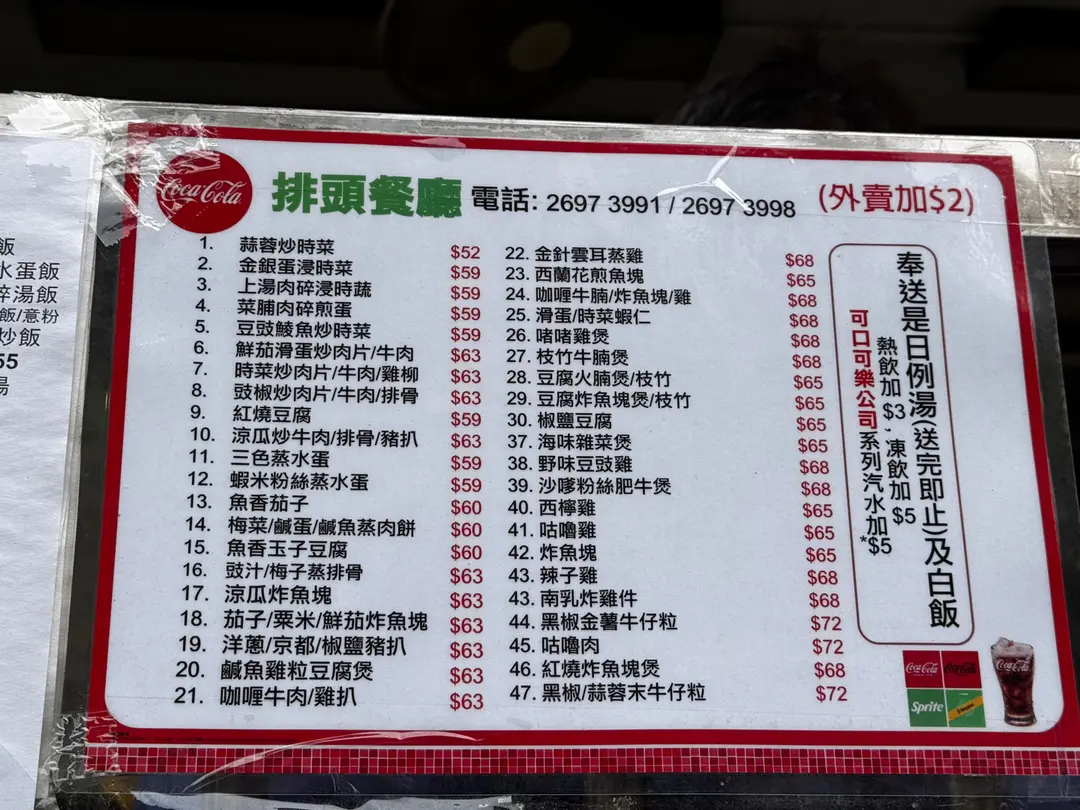 飯
水蛋飯
碎湯飯
飯/意粉
炒飯
55
湯
Coca-Cola
排頭餐廳 電話: 2697 3991 / 2697 3998 (外賣加$2)
1. 蒜蓉炒時菜 $52
2. 金銀蛋浸時菜 $59
3. 上湯肉碎浸時蔬 $59
4. 菜脯肉碎煎蛋 $59
5. 豆豉鯪魚炒時菜 $59
6. 鮮茄滑蛋炒肉片/牛肉 $63
7. 時菜炒肉片/牛肉/雞柳 $63
8. 豉椒炒肉片/牛肉/排骨 $63
9. 紅燒豆腐 $59
10. 涼瓜炒牛肉/排骨/豬扒 $63
11. 三色蒸水蛋 $59
12. 蝦米粉絲蒸水蛋 $59
13. 魚香茄子 $60
14. 梅菜/鹹蛋/鹹魚蒸肉餅 $60
15. 魚香玉子豆腐 $60
16. 豉汁/梅子蒸排骨 $63
17. 涼瓜炸魚塊 $63
18. 茄子/粟米/鮮茄炸魚塊 $63
19. 洋蔥/京都/椒鹽豬扒 $63
20. 鹹魚雞粒豆腐煲 $63
21. 咖喱牛肉/雞扒 $63
22. 金針雲耳蒸雞 $68
23. 西蘭花煎魚塊 $65
24. 咖喱牛腩/炸魚塊/雞 $68
25. 滑蛋/時菜蝦仁 $68
26. 啫啫雞煲 $68
27. 枝竹牛腩煲 $68
28. 豆腐火腩煲/枝竹 $65
29. 豆腐炸魚塊煲/枝竹 $65
30. 椒鹽豆腐 $65
37. 海味雜菜煲 $65
38. 野味豆豉雞 $68
39. 沙嗲粉絲肥牛煲 $68
40. 西檸雞 $65
41. 咕嚕雞 $65
42. 炸魚塊 $65
43. 辣子雞 $68
43. 南乳炸雞件 $68
44. 黑椒金薯牛仔粒 $72
45. 咕嚕肉 $72
46. 紅燒炸魚塊煲 $68
47. 黑椒/蒜蓉末牛仔粒 $72
奉送是日例湯(送完即止)及白飯
熱飲加$3、凍飲加$5
可口可樂公司系列汽水加*$5
Coca-Cola
Coca-Cola
Sprite
Coca-Cola